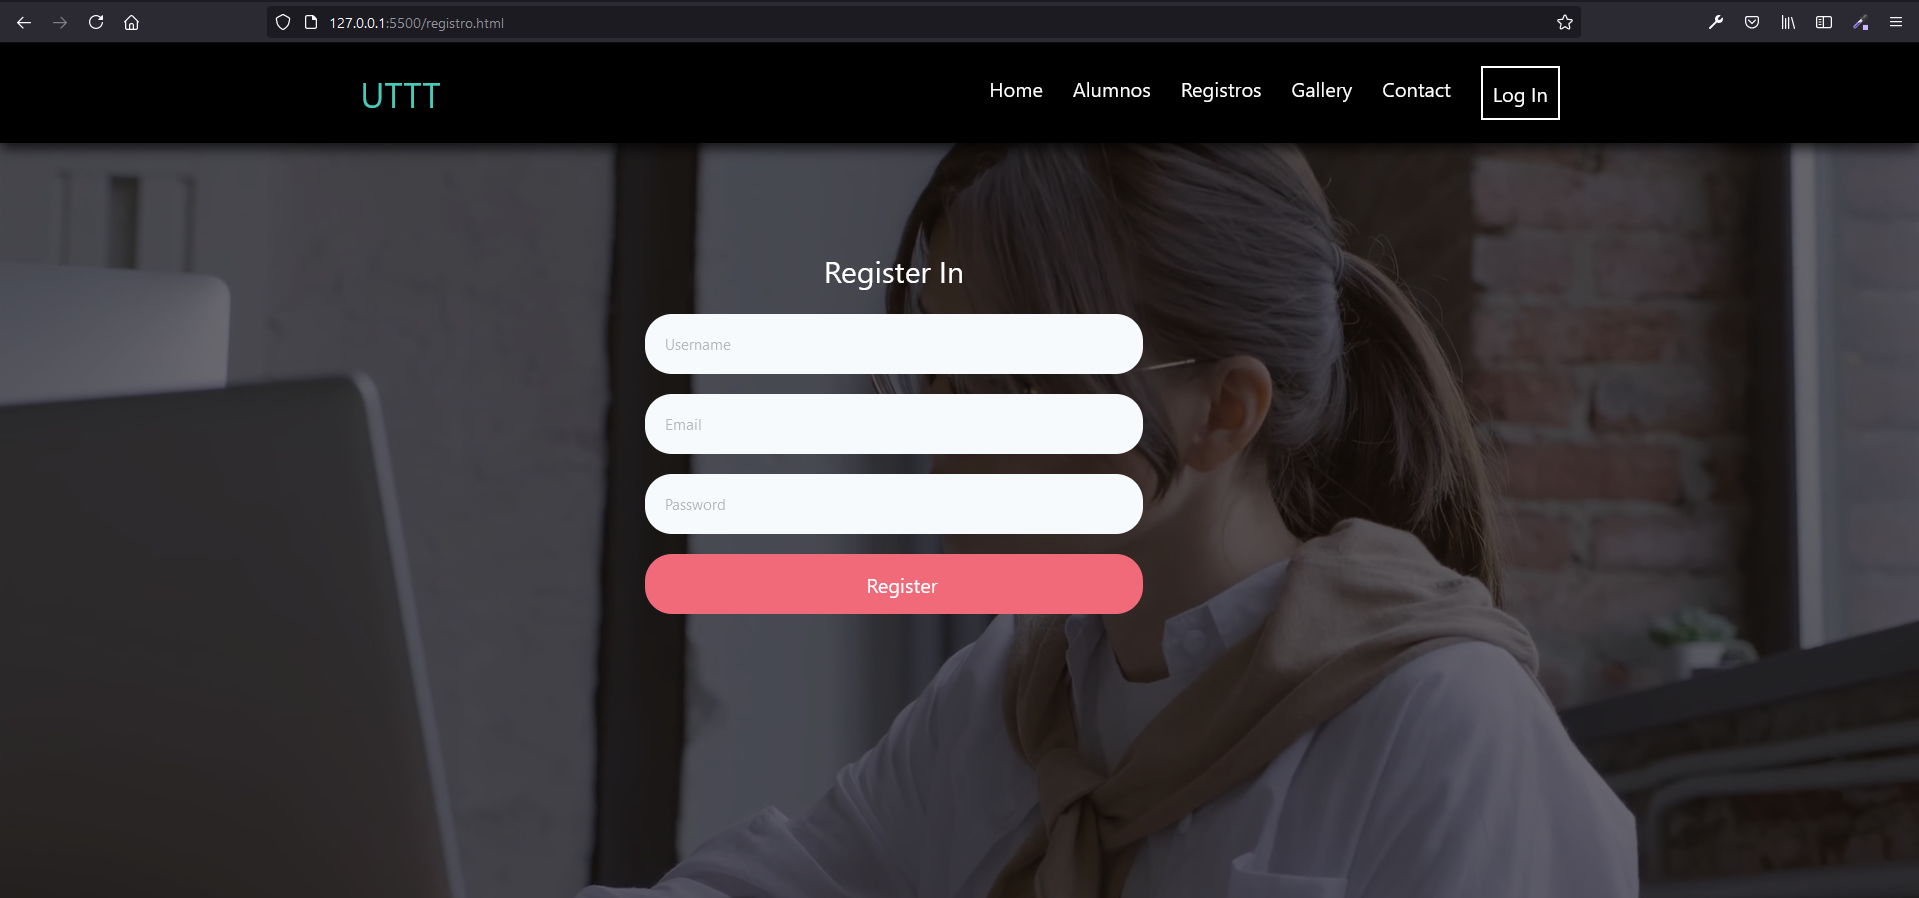 127.0.0.1:5500/registro.html
UTTT
Home Alumnos Registros Gallery Contact Log In
Register In
Username
Email
Password
Register